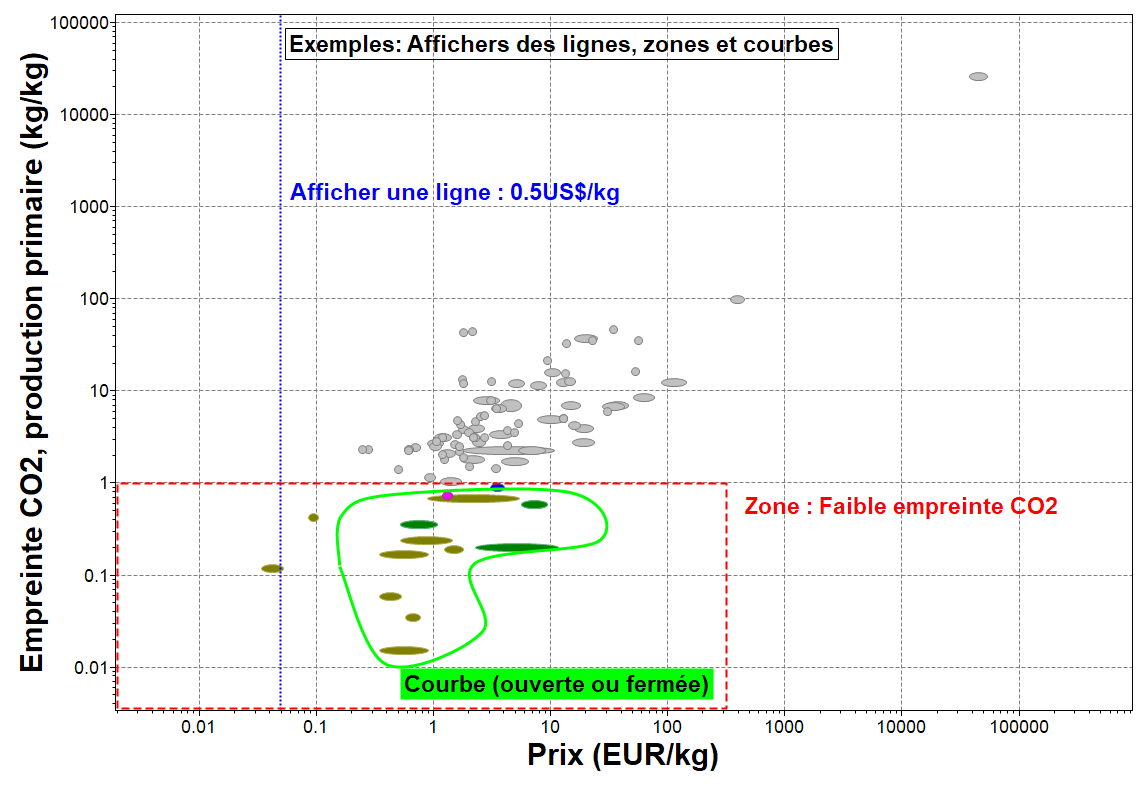 Exemples: Affichers des lignes, zones et courbes
Empreinte CO2, production primaire (kg/kg)
100000
10000
1000
100
10
1
0.1
0.01
Afficher une ligne : 0.5US$/kg
Zone : Faible empreinte CO2
Courbe (ouverte ou fermée)
0.01 0.1 1 10 100 1000 10000 100000
Prix (EUR/kg)